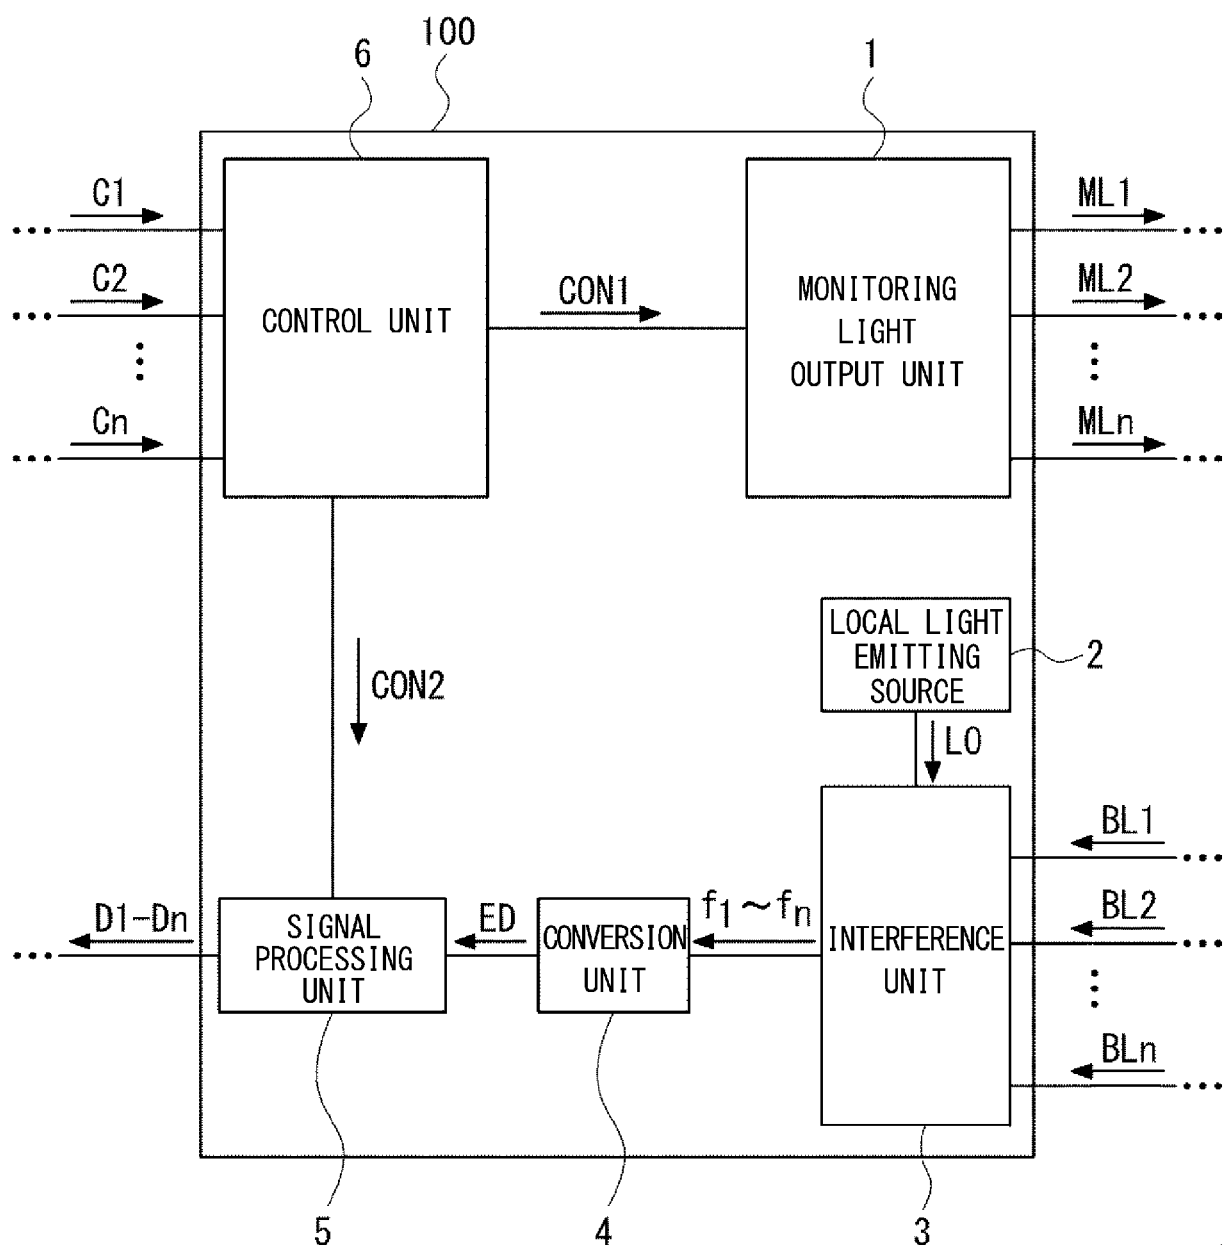 100
6
1
C1
ML1
C2
ML2
CON1
CONTROL UNIT
MONITORING
LIGHT
OUTPUT UNIT
Cn
MLn
LOCAL LIGHT
EMITTING
SOURCE
2
CON2
LO
BL1
D1-Dn
SIGNAL
PROCESSING
UNIT
ED
CONVERSION
UNIT
f1~fn
INTERFERENCE
UNIT
BL2
BLn
5
4
3